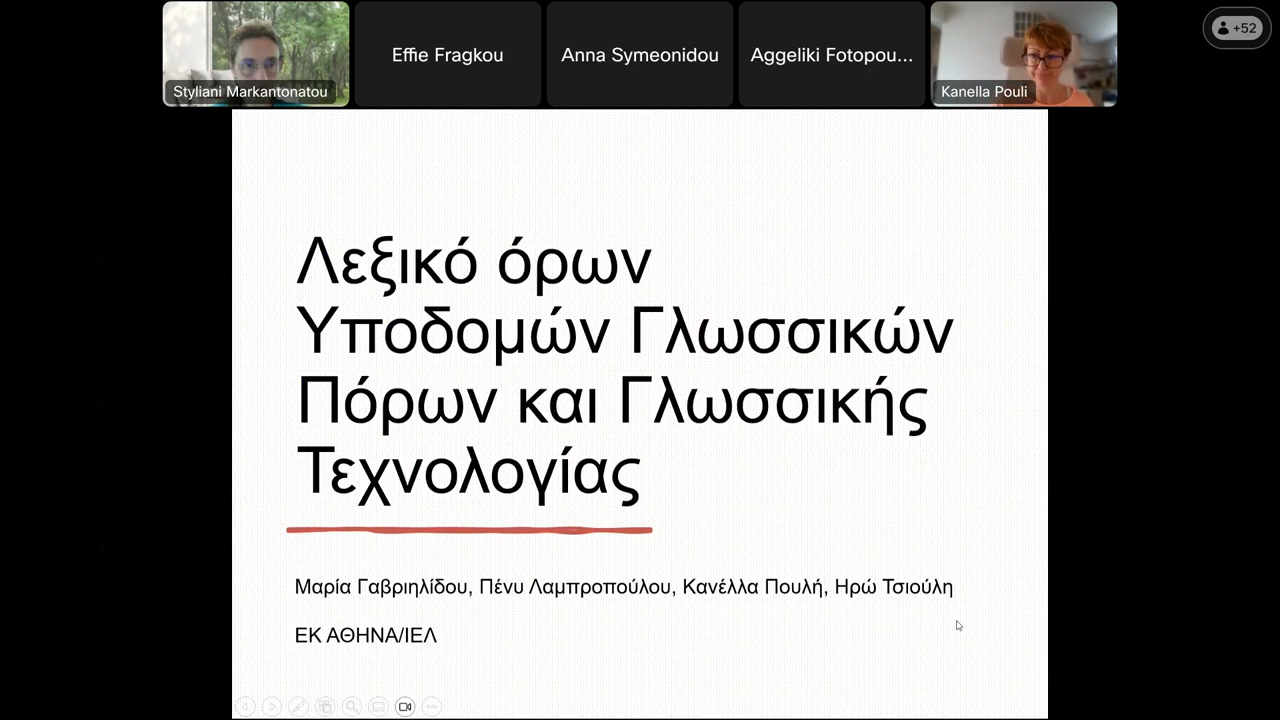 Styliani Markantonatou
Effie Fragkou
Anna Symeonidou
Aggeliki Fotopou...
Kanella Pouli
+52
Λεξικό όρων
Υποδομών Γλωσσικών
Πόρων και Γλωσσικής
Τεχνολογίας
Μαρία Γαβριηλίδου, Πένυ Λαμπροπούλου, Κανέλλα Πουλή, Ηρώ Τσιούλη
ΕΚ ΑΘΗΝΑ/ΙΕΛ